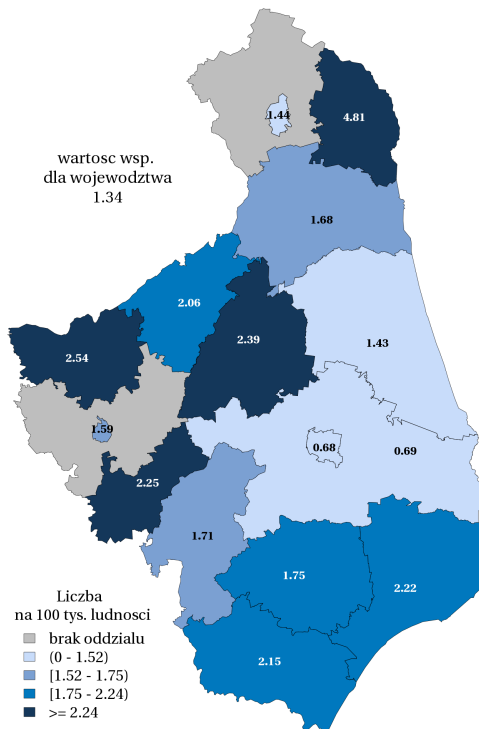 1.44
4.81
wartosc wsp.
dla wojewodztwa
1.34
1.68
2.06
2.39
1.43
2.54
1.59
0.68
0.69
2.25
1.71
1.75
2.22
2.15
Liczba
na 100 tys. ludnosci
brak oddzialu
(0 - 1.52)
[1.52 - 1.75)
[1.75 - 2.24)
>= 2.24